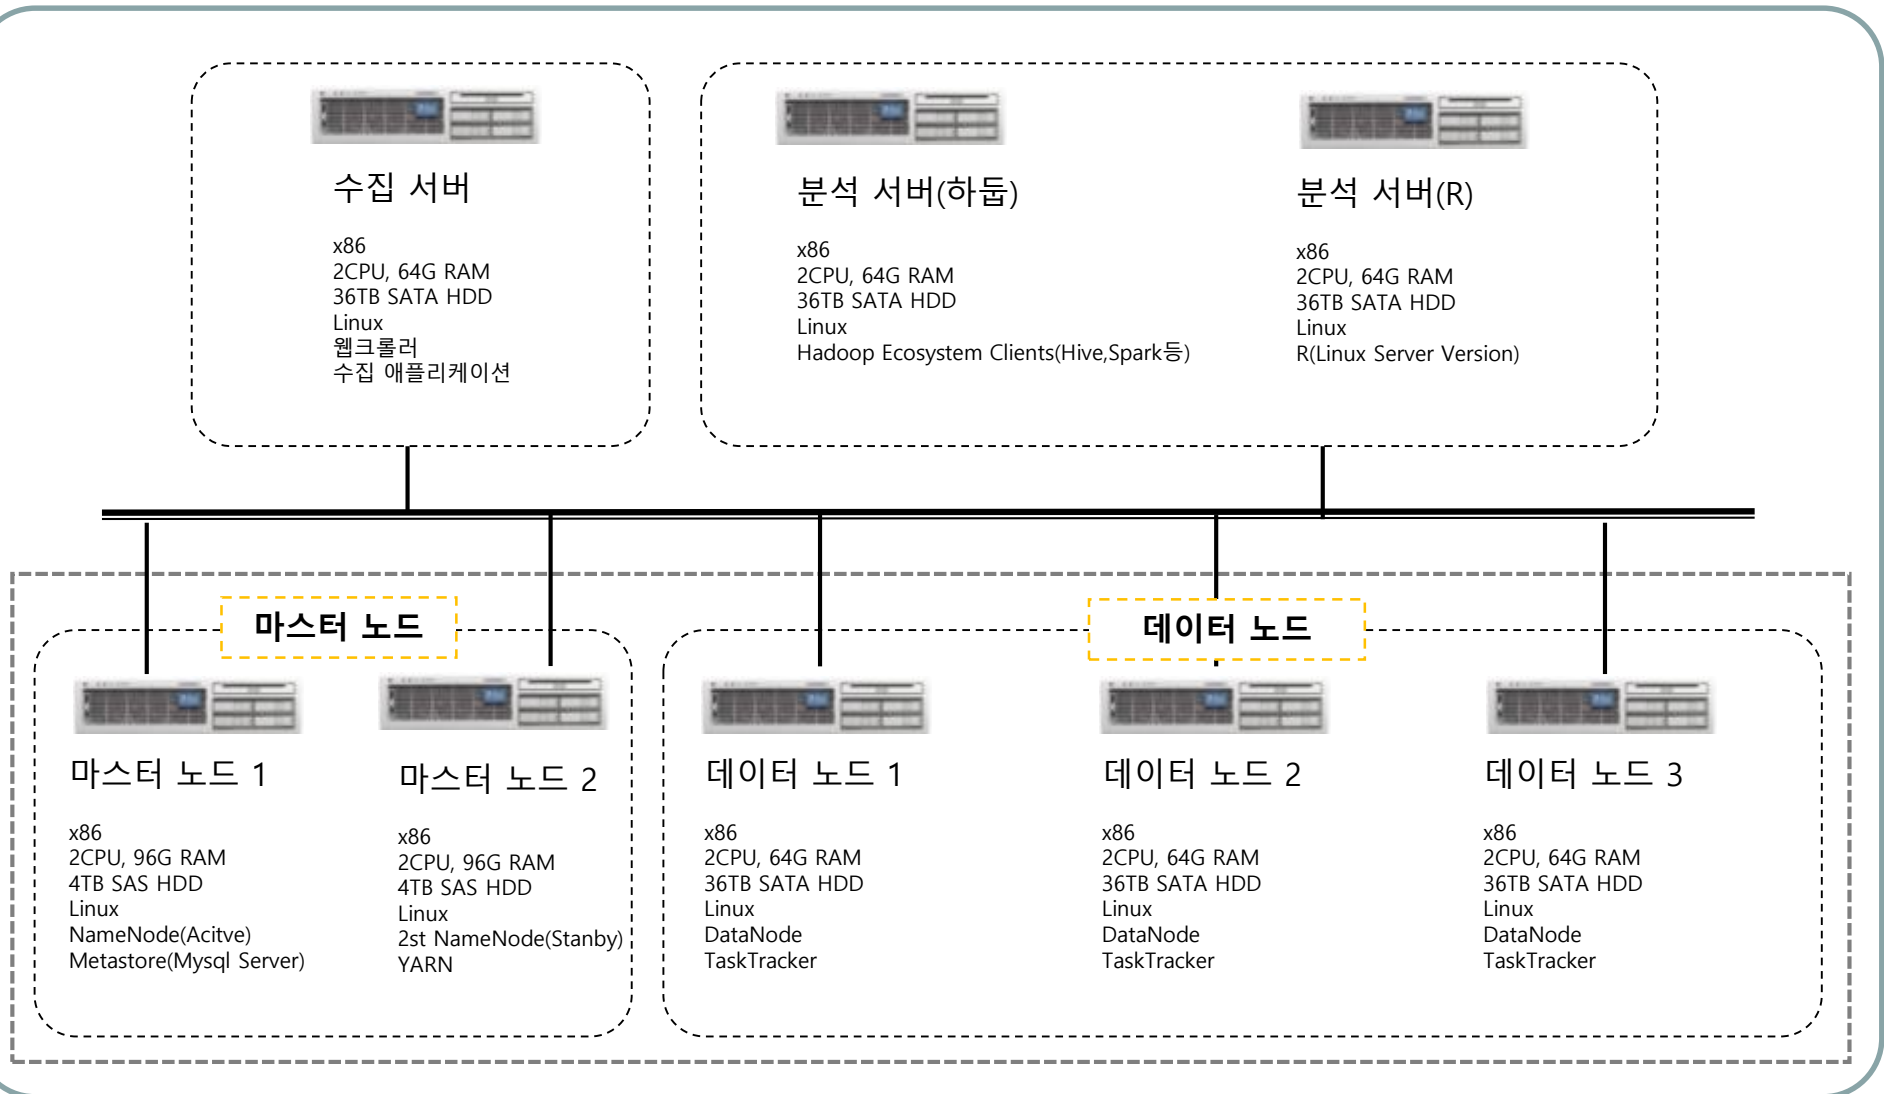 수집 서버
x86
2CPU, 64G RAM
36TB SATA HDD
Linux
웹크롤러
수집 애플리케이션
분석 서버(하둡)
x86
2CPU, 64G RAM
36TB SATA HDD
Linux
Hadoop Ecosystem Clients(Hive,Spark등)
분석 서버(R)
x86
2CPU, 64G RAM
36TB SATA HDD
Linux
R(Linux Server Version)
마스터 노드
마스터 노드 1
x86
2CPU, 96G RAM
4TB SAS HDD
Linux
NameNode(Acitve)
Metastore(Mysql Server)
마스터 노드 2
x86
2CPU, 96G RAM
4TB SAS HDD
Linux
2st NameNode(Stanby)
YARN
데이터 노드
데이터 노드 1
x86
2CPU, 64G RAM
36TB SATA HDD
Linux
DataNode
TaskTracker
데이터 노드 2
x86
2CPU, 64G RAM
36TB SATA HDD
Linux
DataNode
TaskTracker
데이터 노드 3
x86
2CPU, 64G RAM
36TB SATA HDD
Linux
DataNode
TaskTracker